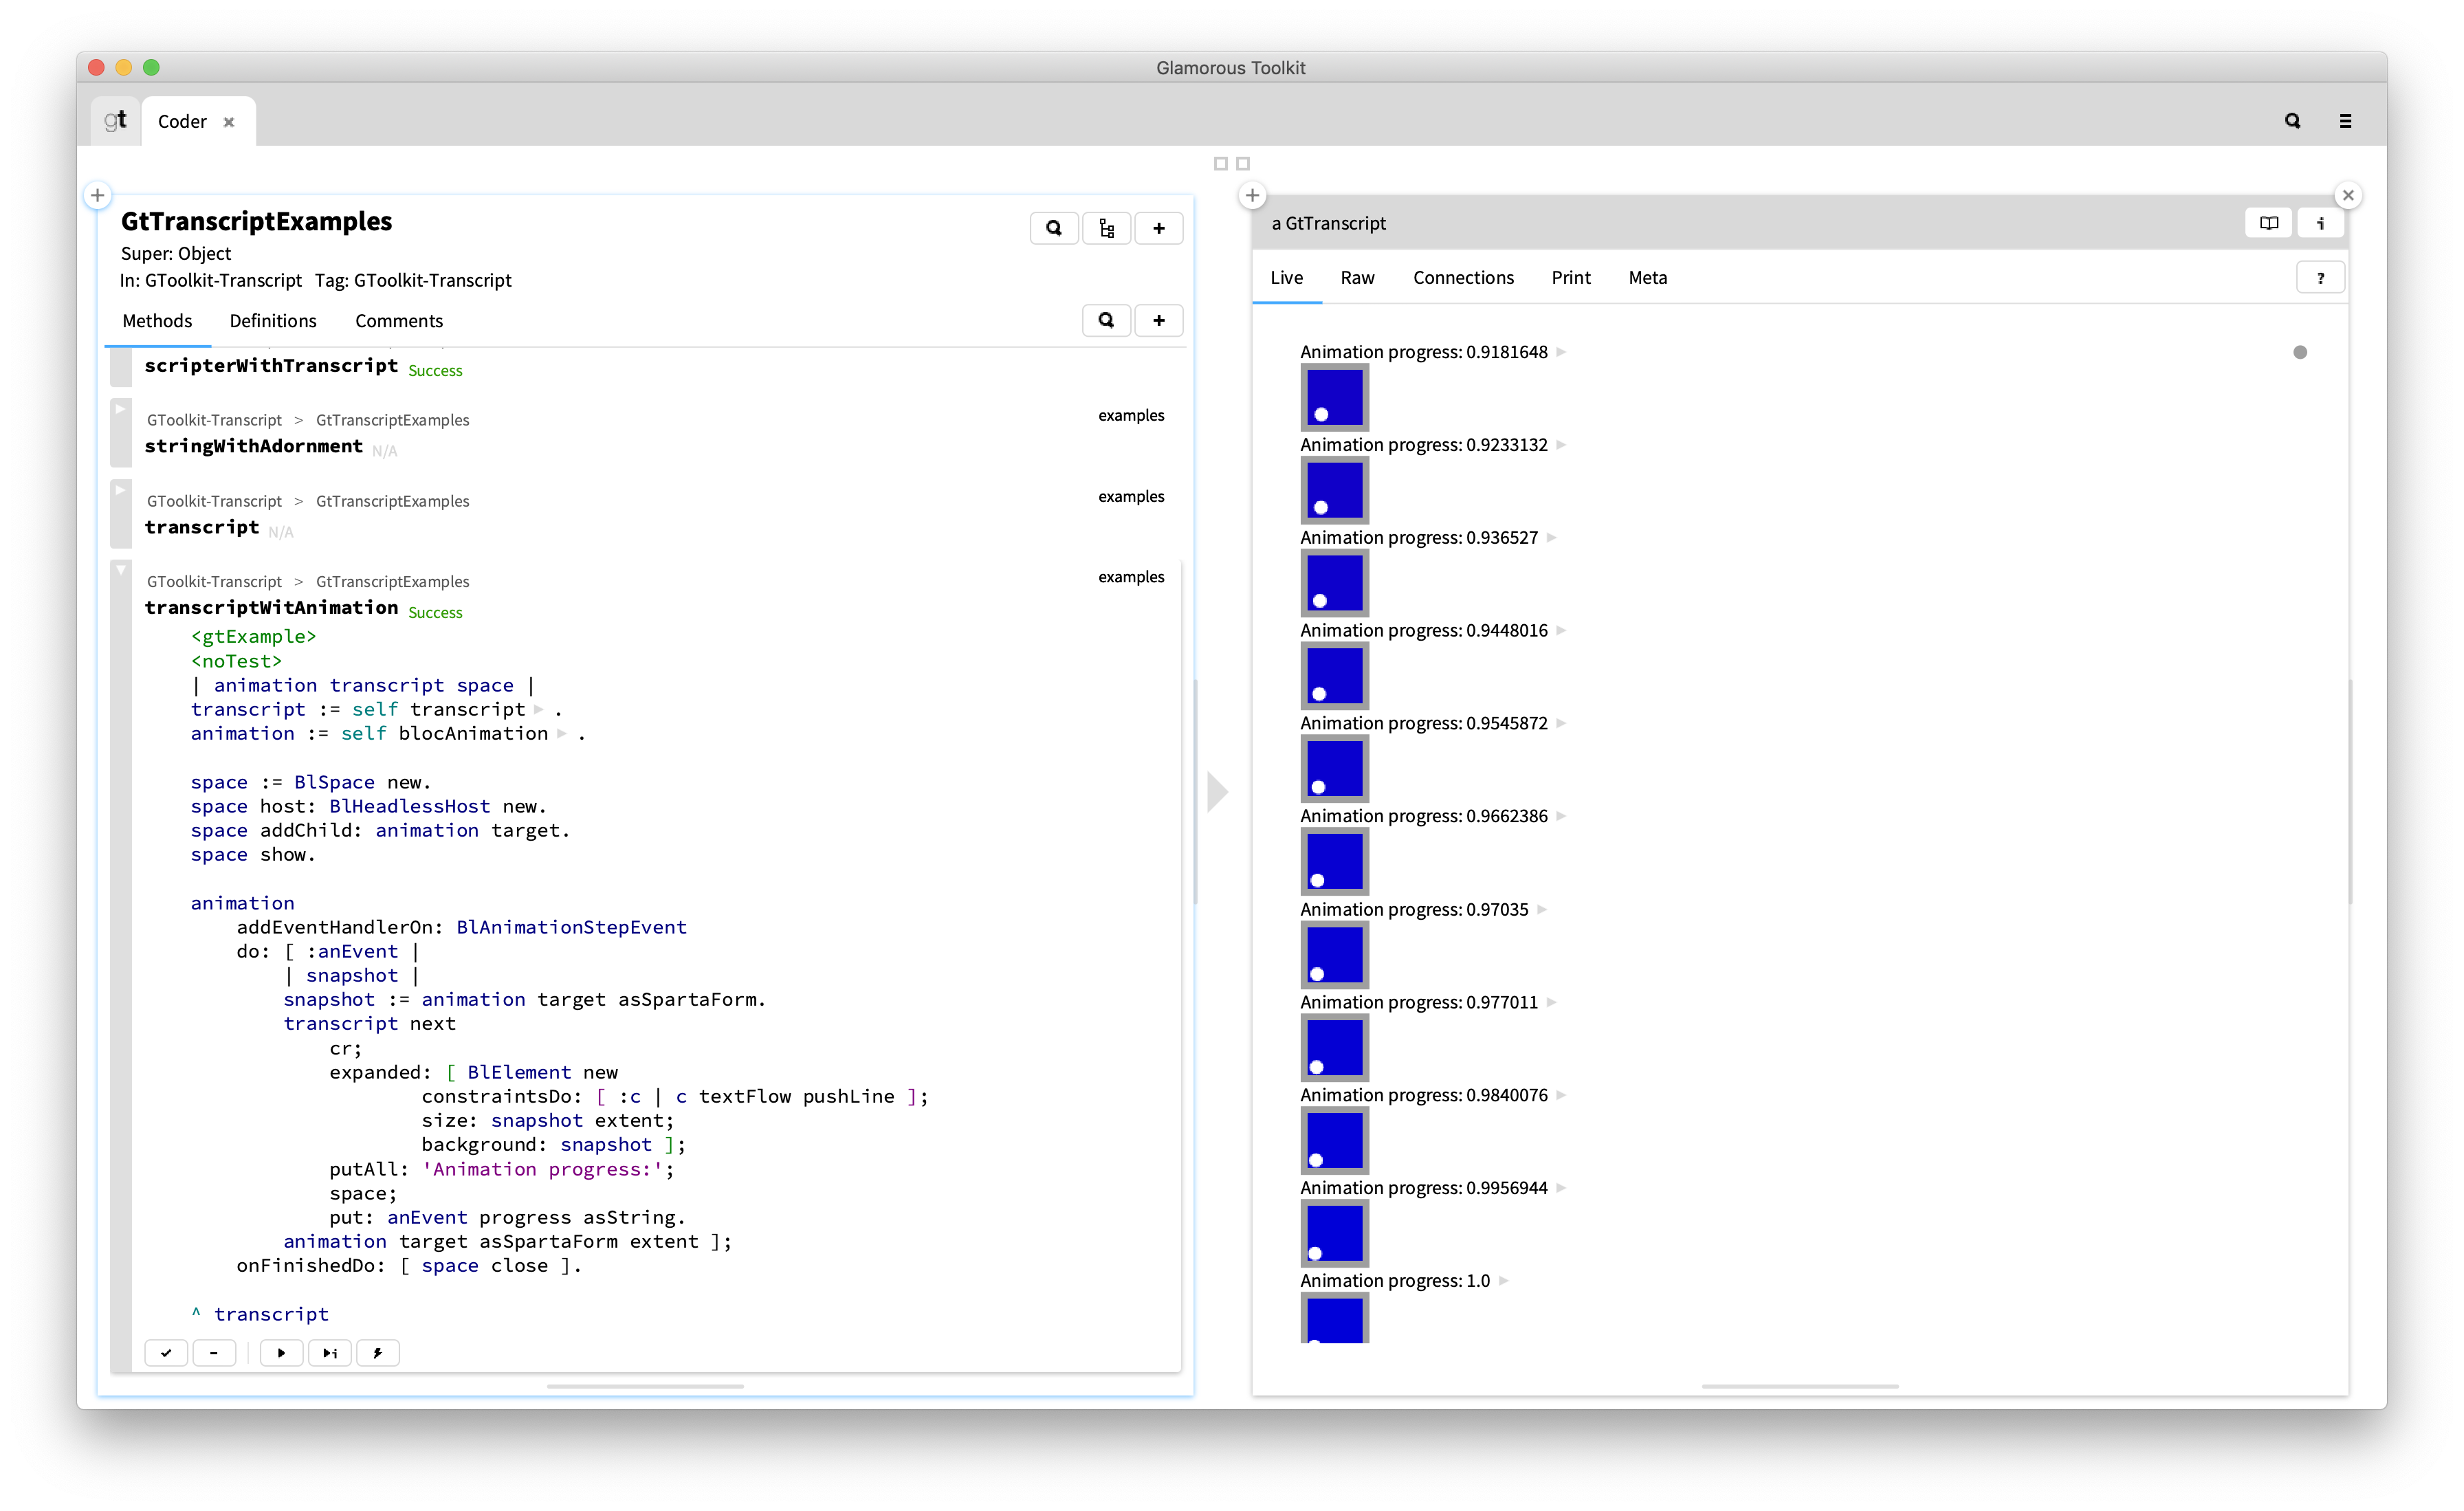 Glamorous Toolkit
gt
Coder
GtTranscriptExamples
Super: Object
In: GToolkit-Transcript Tag: GToolkit-Transcript
Methods Definitions Comments
scripterWithTranscript Success
GToolkit-Transcript > GtTranscriptExamples examples
stringWithAdornment N/A
GToolkit-Transcript > GtTranscriptExamples examples
transcript N/A
GToolkit-Transcript > GtTranscriptExamples examples
transcriptWitAnimation Success
<gtExample>
<noTest>
| animation transcript space |
transcript := self transcript .
animation := self blocAnimation .
space := BlSpace new.
space host: BlHeadlessHost new.
space addChild: animation target.
space show.
animation
addEventHandlerOn: BlAnimationStepEvent
do: [ :anEvent |
| snapshot |
snapshot := animation target asSpartaForm.
transcript next
cr;
expanded: [ BlElement new
constraintsDo: [ :c | c textFlow pushLine ];
size: snapshot extent;
background: snapshot ];
putAll: 'Animation progress:';
space;
put: anEvent progress asString.
animation target asSpartaForm extent ];
onFinishedDo: [ space close ].
^ transcript
i
a GtTranscript
i
Live Raw Connections Print Meta
?
Animation progress: 0.9181648
Animation progress: 0.9233132
Animation progress: 0.936527
Animation progress: 0.9448016
Animation progress: 0.9545872
Animation progress: 0.9662386
Animation progress: 0.97035
Animation progress: 0.977011
Animation progress: 0.9840076
Animation progress: 0.9956944
Animation progress: 1.0